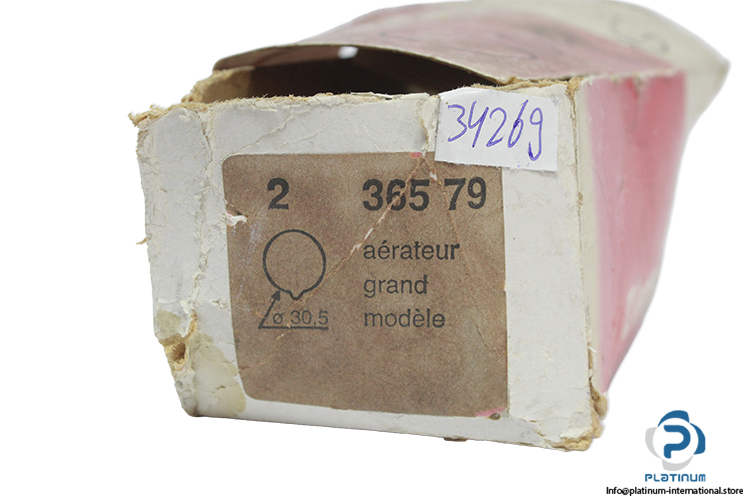 34269
2 365 79
aérateur
grand
modèle
ø 30,5
PLATINUM
Info@platinum-international.store